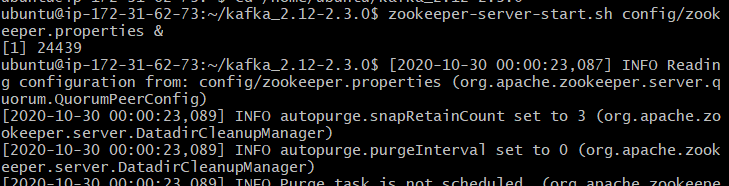 ubuntu@ip-172-31-62-73:~/kafka_2.12-2.3.0$ zookeeper-server-start.sh config/zook
eeper.properties &
[1] 24439
ubuntu@ip-172-31-62-73:~/kafka_2.12-2.3.0$ [2020-10-30 00:00:23,087] INFO Readin
g configuration from: config/zookeeper.properties (org.apache.zookeeper.server.q
uorum.QuorumPeerConfig)
[2020-10-30 00:00:23,089] INFO autopurge.snapRetainCount set to 3 (org.apache.zo
okeeper.server.DatadirCleanupManager)
[2020-10-30 00:00:23,089] INFO autopurge.purgeInterval set to 0 (org.apache.zook
eeper.server.DatadirCleanupManager)
[2020-10-30 00:00:23,089] INFO Purge task is not scheduled. (org.apache.zookeepe